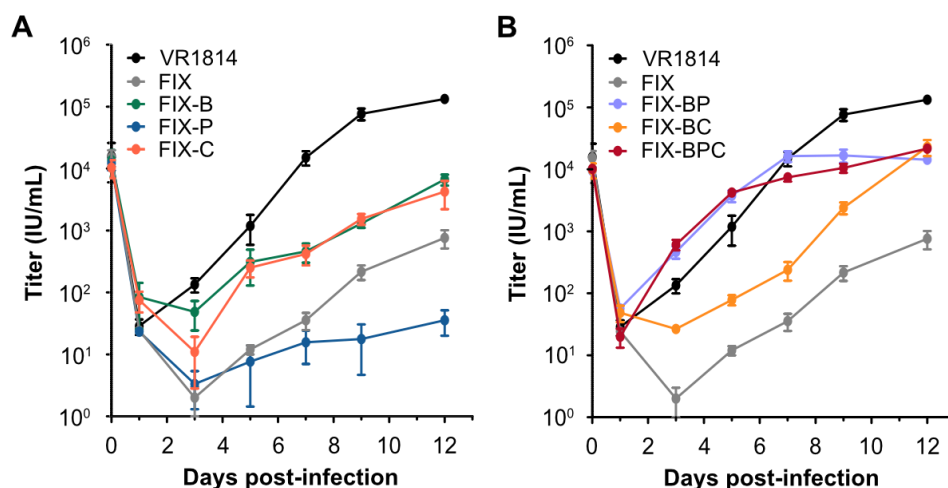 A
Titer (IU/mL)
10⁶
10⁵
10⁴
10³
10²
10¹
10⁰
VR1814
FIX
FIX-B
FIX-P
FIX-C
0 2 4 6 8 10 12
Days post-infection
B
Titer (IU/mL)
10⁶
10⁵
10⁴
10³
10²
10¹
10⁰
VR1814
FIX
FIX-BP
FIX-BC
FIX-BPC
0 2 4 6 8 10 12
Days post-infection